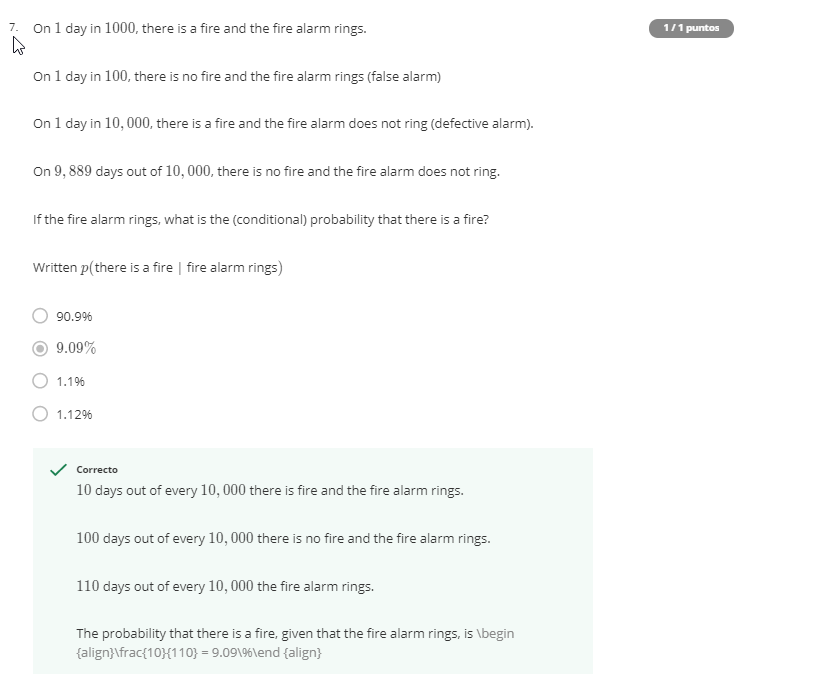 7. On 1 day in 1000, there is a fire and the fire alarm rings.
1 / 1 puntos
On 1 day in 100, there is no fire and the fire alarm rings (false alarm)
On 1 day in 10, 000, there is a fire and the fire alarm does not ring (defective alarm).
On 9, 889 days out of 10, 000, there is no fire and the fire alarm does not ring.
If the fire alarm rings, what is the (conditional) probability that there is a fire?
Written p(there is a fire | fire alarm rings)
90.9%
9.09%
1.1%
1.12%
Correcto
10 days out of every 10, 000 there is fire and the fire alarm rings.
100 days out of every 10, 000 there is no fire and the fire alarm rings.
110 days out of every 10, 000 the fire alarm rings.
The probability that there is a fire, given that the fire alarm rings, is \begin
{align}\frac{10}{110} = 9.09\%\end {align}